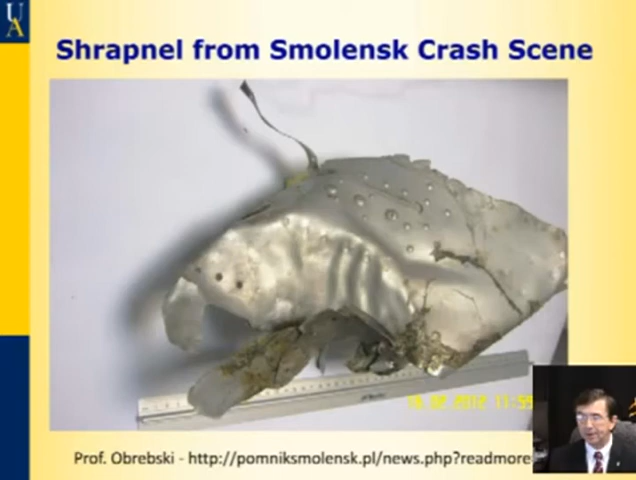 UA
Shrapnel from Smolensk Crash Scene
16 02 2012 11:55
Prof. Obrebski - http://pomniksmolensk.pl/news.php?readmore